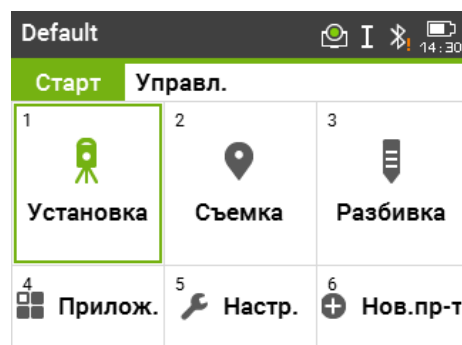 Default I 14:30
Старт Управл.
1 2 3
Установка Съемка Разбивка
4 Прилож. 5 Настр. 6 Нов.пр-т